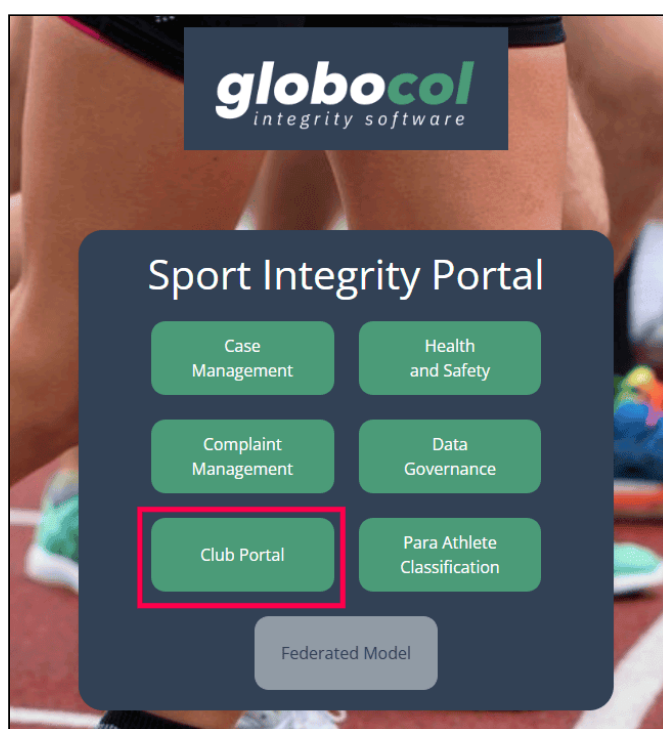 globocol
integrity software
Sport Integrity Portal
Case
Management
Health
and Safety
Complaint
Management
Data
Governance
Club Portal
Para Athlete
Classification
Federated Model